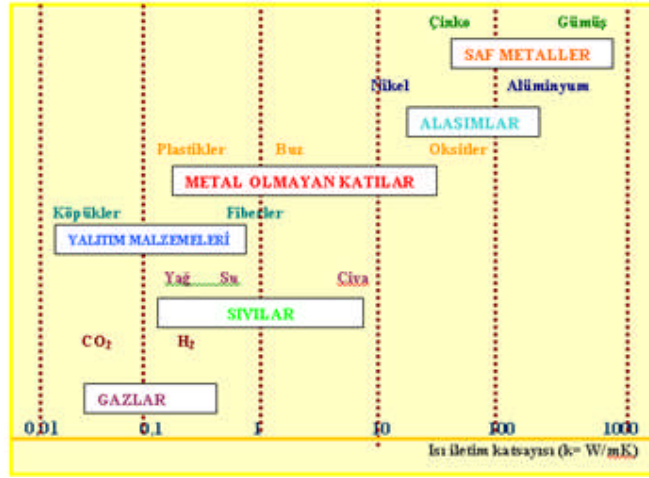 Çinko Gümüş
SAF METALLER
Nikel Alüminyum
ALASIMLAR
Plastikler Buz Oksitler
METAL OLMAYAN KATILAR
Köpükler Fiberler
YALITIM MALZEMELERİ
Yağ Su Civa
SIVILAR
CO₂ H₂
GAZLAR
0,01 0,1 1 10 100 1000
Isı iletim katsayısı (k= W/mK)